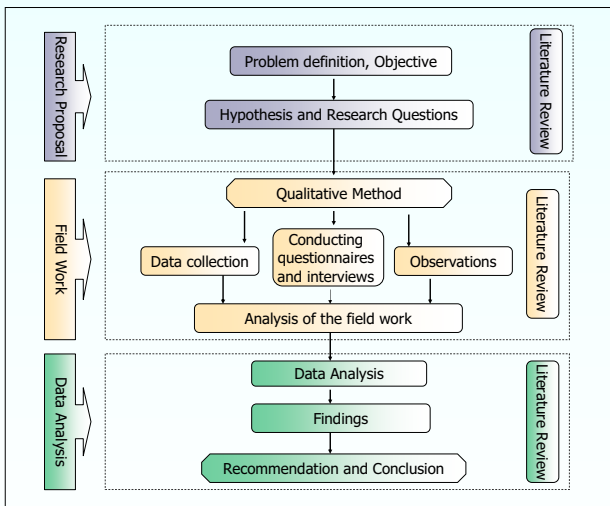 Research Proposal
Problem definition, Objective
Hypothesis and Research Questions
Literature Review
Field Work
Qualitative Method
Data collection
Conducting
questionnaires
and interviews
Observations
Analysis of the field work
Literature Review
Data Analysis
Data Analysis
Findings
Recommendation and Conclusion
Literature Review